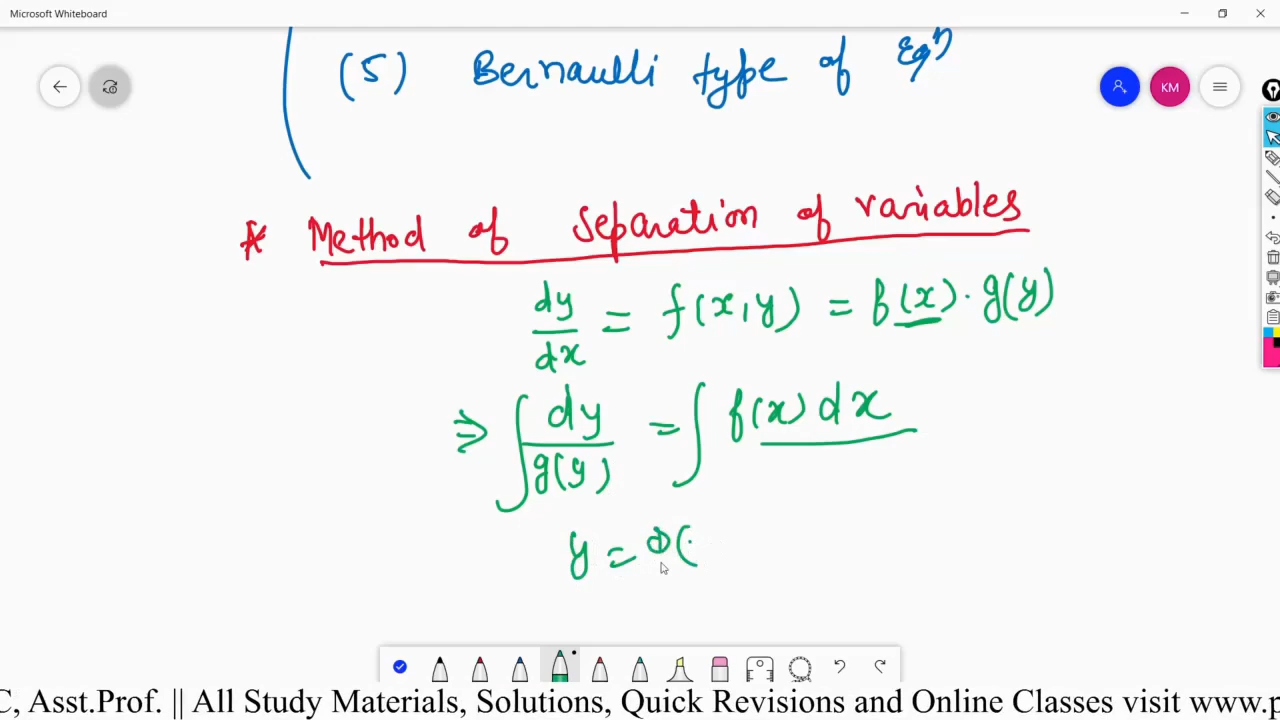 Microsoft Whiteboard
(5) Bernaulli type of Eqⁿ
KM
* Method of Separation of variables
dy/dx = f(x,y) = f(x)·g(y)
⇒ ∫ dy/g(y) = ∫ f(x) dx
y = Φ(
C, Asst.Prof. || All Study Materials, Solutions, Quick Revisions and Online Classes visit www.p